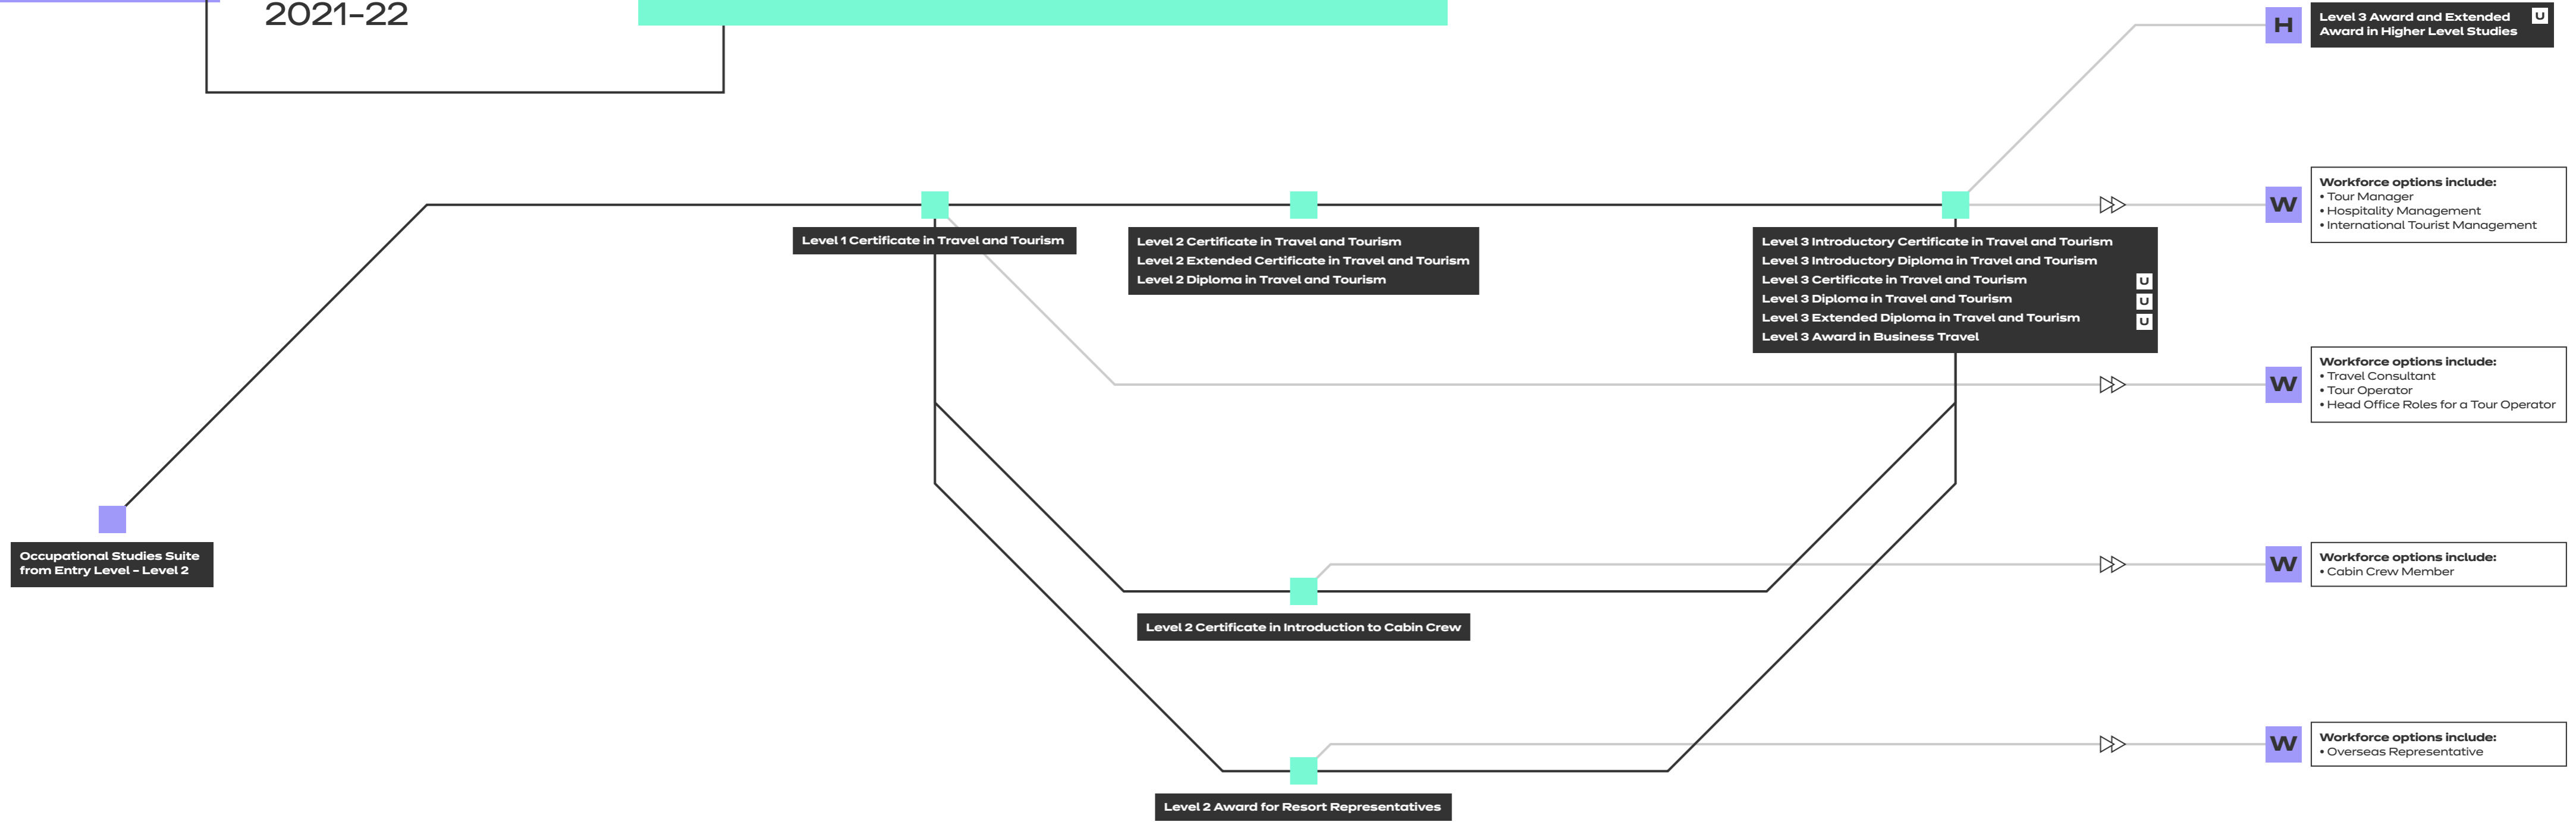 2021-22
H
Level 3 Award and Extended
Award in Higher Level Studies
U
W
Workforce options include:
• Tour Manager
• Hospitality Management
• International Tourist Management
Level 1 Certificate in Travel and Tourism
Level 2 Certificate in Travel and Tourism
Level 2 Extended Certificate in Travel and Tourism
Level 2 Diploma in Travel and Tourism
Level 3 Introductory Certificate in Travel and Tourism
Level 3 Introductory Diploma in Travel and Tourism
Level 3 Certificate in Travel and Tourism U
Level 3 Diploma in Travel and Tourism U
Level 3 Extended Diploma in Travel and Tourism U
Level 3 Award in Business Travel
W
Workforce options include:
• Travel Consultant
• Tour Operator
• Head Office Roles for a Tour Operator
Occupational Studies Suite
from Entry Level - Level 2
W
Workforce options include:
• Cabin Crew Member
Level 2 Certificate in Introduction to Cabin Crew
W
Workforce options include:
• Overseas Representative
Level 2 Award for Resort Representatives